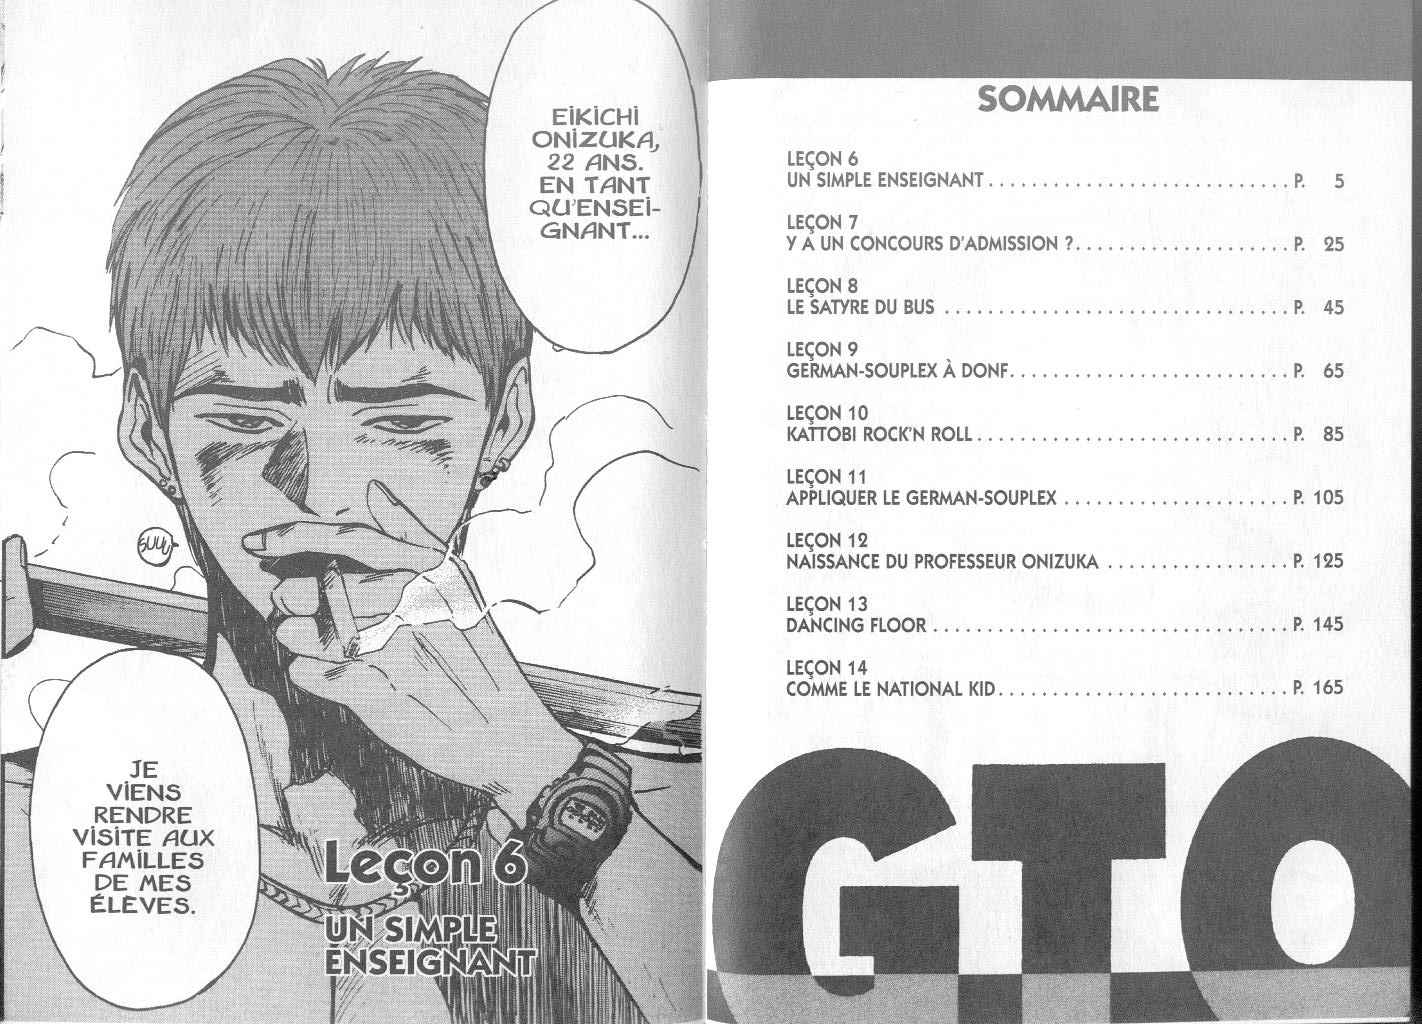 EIKICHI
ONIZUKA,
22 ANS.
EN TANT
QU'ENSEI-
GNANT...
SUUU
JE
VIENS
RENDRE
VISITE AUX
FAMILLES
DE MES
ÉLÈVES.
Leçon 6
UN SIMPLE
ENSEIGNANT
SOMMAIRE
LEÇON 6
UN SIMPLE ENSEIGNANT . . . . . . . . . . . . . . . . . . . . . . . . . . . . P. 5
LEÇON 7
Y A UN CONCOURS D'ADMISSION ? . . . . . . . . . . . . . . . . . . . . P. 25
LEÇON 8
LE SATYRE DU BUS . . . . . . . . . . . . . . . . . . . . . . . . . . . . . . . . P. 45
LEÇON 9
GERMAN-SOUPLEX À DONF . . . . . . . . . . . . . . . . . . . . . . . . . . P. 65
LEÇON 10
KATTOBI ROCK'N ROLL . . . . . . . . . . . . . . . . . . . . . . . . . . . . . P. 85
LEÇON 11
APPLIQUER LE GERMAN-SOUPLEX . . . . . . . . . . . . . . . . . . . . . P. 105
LEÇON 12
NAISSANCE DU PROFESSEUR ONIZUKA . . . . . . . . . . . . . . . . . P. 125
LEÇON 13
DANCING FLOOR . . . . . . . . . . . . . . . . . . . . . . . . . . . . . . . . . P. 145
LEÇON 14
COMME LE NATIONAL KID . . . . . . . . . . . . . . . . . . . . . . . . . . . P. 165
GTO